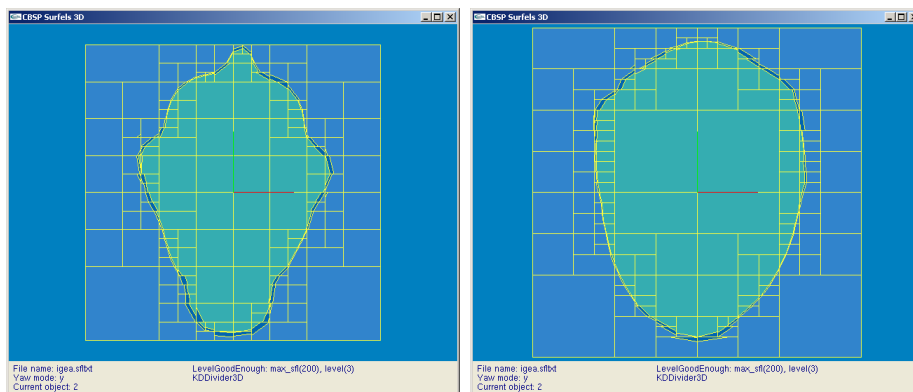 CBSP Surfels 3D
File name: igea.sfltxt
LevelGoodEnough: max_sfl(200), level(3)
Yaw mode: y
KDDivider3D
Current object: 2
CBSP Surfels 3D
File name: igea.sfltxt
LevelGoodEnough: max_sfl(200), level(3)
Yaw mode: y
KDDivider3D
Current object: 2